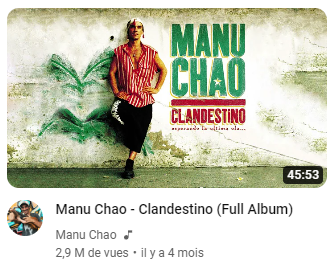 MANU
CHAO
CLANDESTINO
esperando la ultima ola...
45:53
Manu Chao - Clandestino (Full Album)
Manu Chao
2,9 M de vues • il y a 4 mois